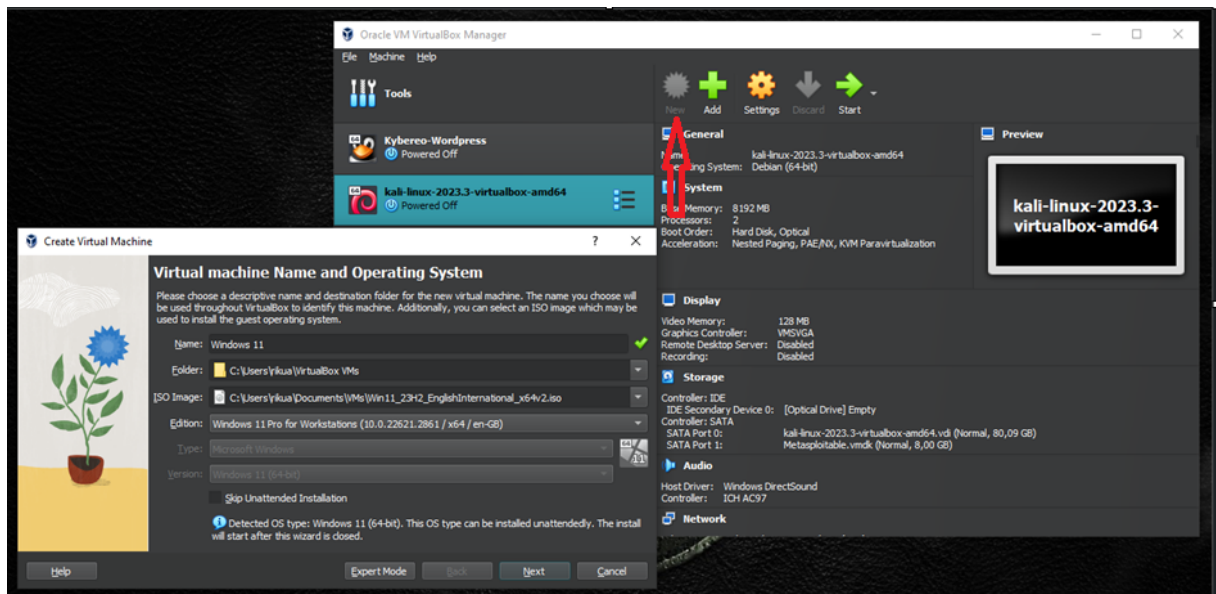 Oracle VM VirtualBox Manager
File Machine Help
Tools
New Add Settings Discard Start
Kybereo-Wordpress
Powered Off
kali-linux-2023.3-virtualbox-amd64
Powered Off
General
kali-linux-2023.3-virtualbox-amd64
System: Debian (64-bit)
System
Memory: 8192 MB
Processors: 2
Boot Order: Hard Disk, Optical
Acceleration: Nested Paging, PAE/NX, KVM Paravirtualization
Preview
kali-linux-2023.3-
virtualbox-amd64
Display
Video Memory: 128 MB
Graphics Controller: VMSVGA
Remote Desktop Server: Disabled
Recording: Disabled
Storage
Controller: IDE
IDE Secondary Device 0: [Optical Drive] Empty
Controller: SATA
SATA Port 0: kali-linux-2023.3-virtualbox-amd64.vdi (Normal, 80,09 GB)
SATA Port 1: Metasploitable.vmdk (Normal, 8,00 GB)
Audio
Host Driver: Windows DirectSound
Controller: ICH AC97
Network
Create Virtual Machine
Virtual machine Name and Operating System
Please choose a descriptive name and destination folder for the new virtual machine. The name you choose will
be used throughout VirtualBox to identify this machine. Additionally, you can select an ISO image which may be
used to install the guest operating system.
Name: Windows 11
Folder: C:\Users\rikua\VirtualBox VMs
ISO Image: C:\Users\rikua\Documents\VMs\Win11_23H2_EnglishInternational_x64v2.iso
Edition: Windows 11 Pro for Workstations (10.0.22621.2861 / x64 / en-GB)
Type: Microsoft Windows
Version: Windows 11 (64-bit)
Skip Unattended Installation
Detected OS type: Windows 11 (64-bit). This OS type can be installed unattendedly. The install
will start after this wizard is closed.
Help Expert Mode Back Next Cancel